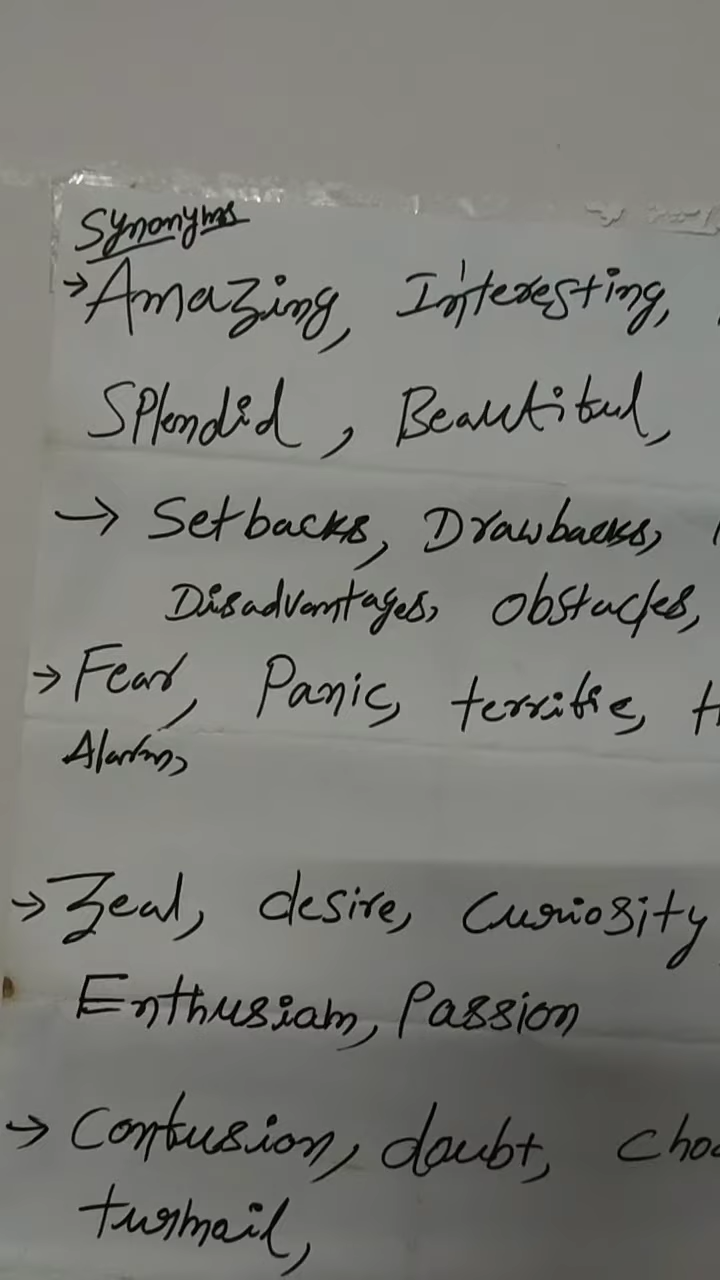 Synonyms
→ Amazing, Interesting,
Splendid, Beautiful,
→ Setbacks, Drawbacks,
Disadvantages, obstacles,
→ Fear, Panic, terrific,
Alarm,
→ Zeal, desire, Curiosity
Enthusiam, Passion
→ Confusion, doubt,
turmail,